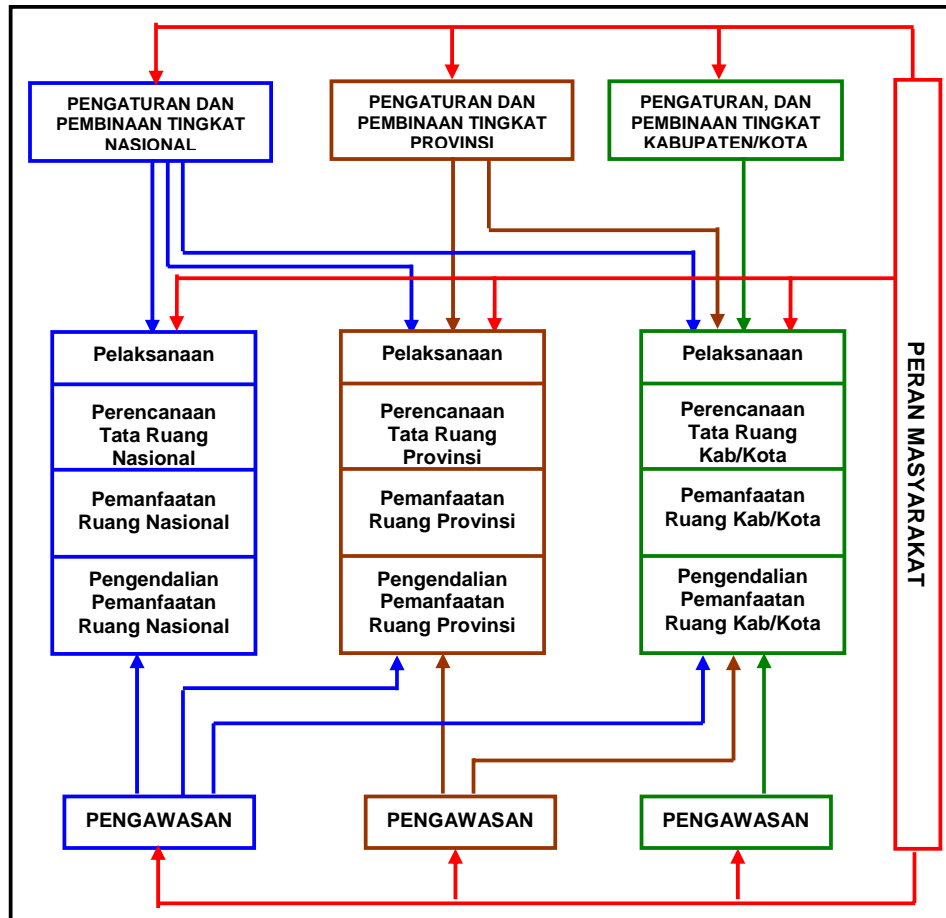 PENGATURAN DAN
PEMBINAAN TINGKAT
NASIONAL
PENGATURAN DAN
PEMBINAAN TINGKAT
PROVINSI
PENGATURAN, DAN
PEMBINAAN TINGKAT
KABUPATEN/KOTA
Pelaksanaan
Perencanaan
Tata Ruang
Nasional
Pemanfaatan
Ruang Nasional
Pengendalian
Pemanfaatan
Ruang Nasional
Pelaksanaan
Perencanaan
Tata Ruang
Provinsi
Pemanfaatan
Ruang Provinsi
Pengendalian
Pemanfaatan
Ruang Provinsi
Pelaksanaan
Perencanaan
Tata Ruang
Kab/Kota
Pemanfaatan
Ruang Kab/Kota
Pengendalian
Pemanfaatan
Ruang Kab/Kota
PENGAWASAN
PENGAWASAN
PENGAWASAN
PERAN MASYARAKAT